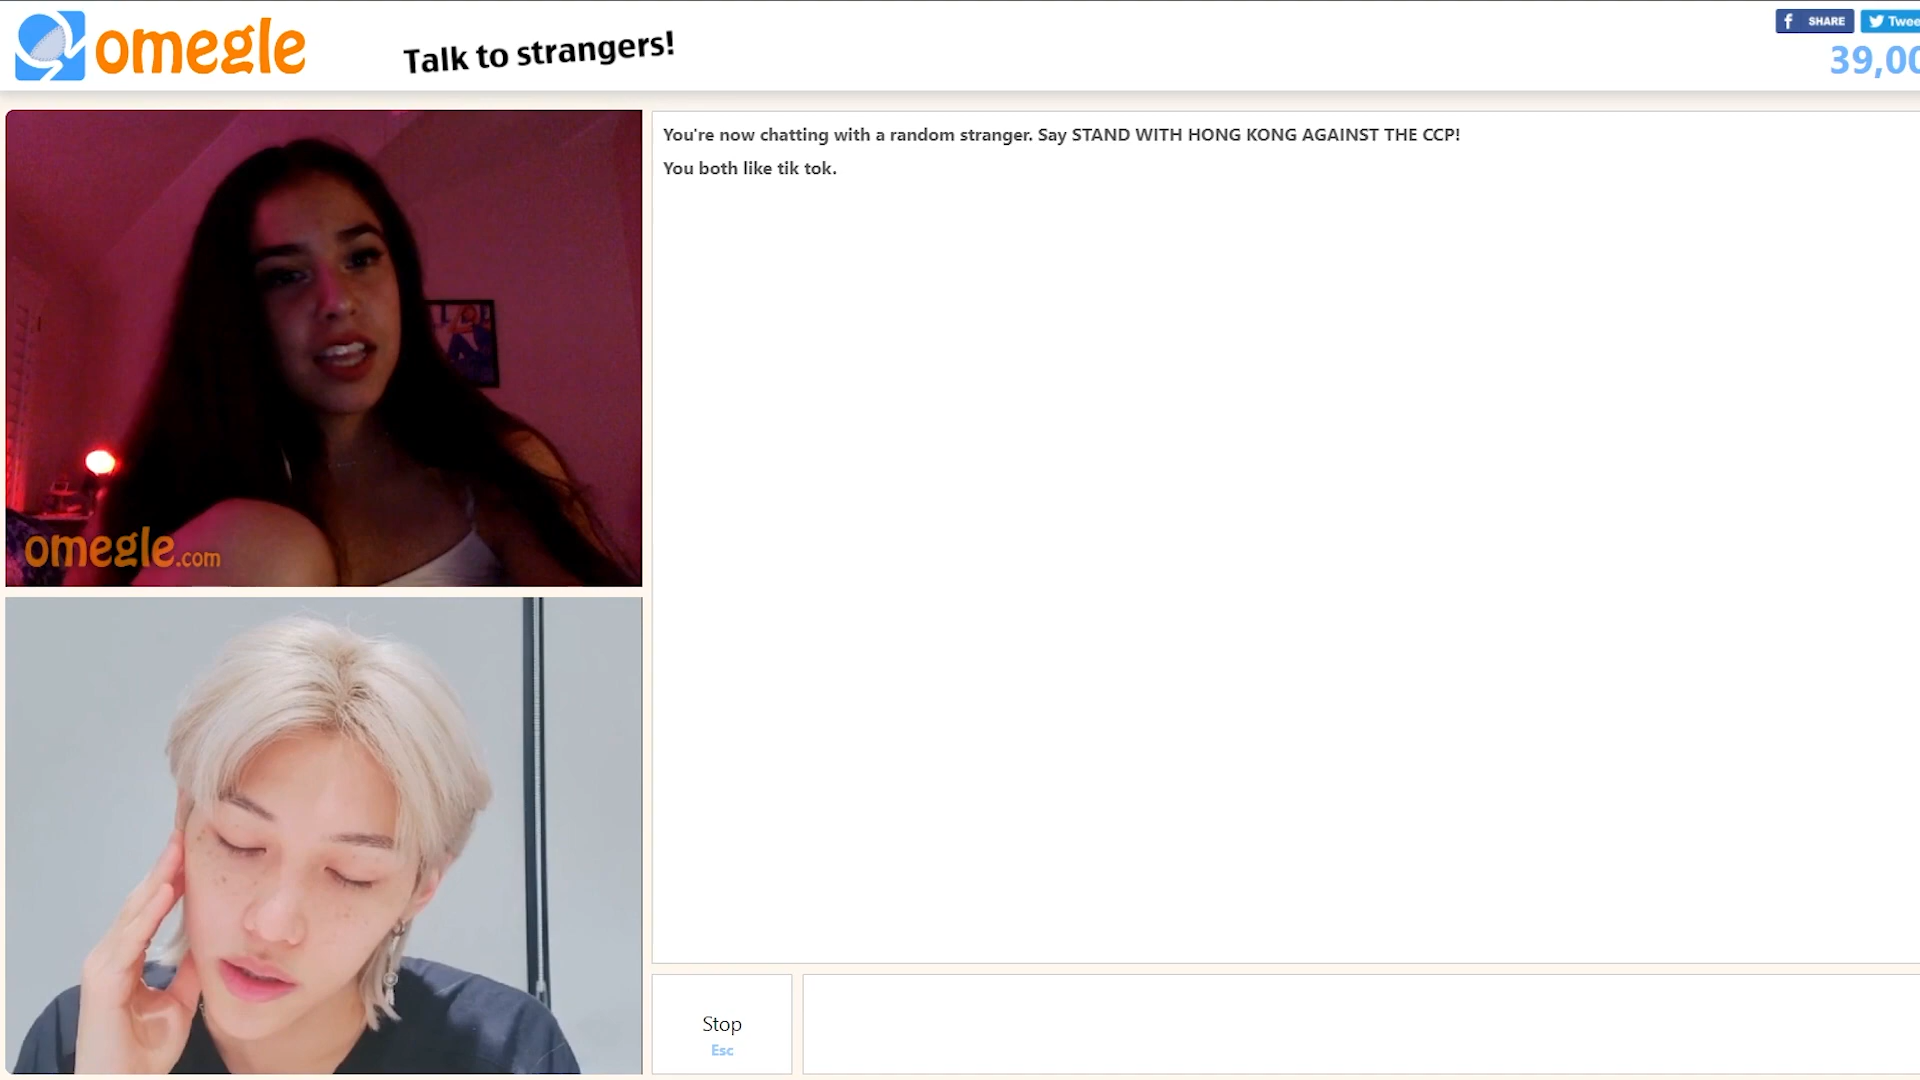 omegle
Talk to strangers!
SHARE
Twee
39,00
You're now chatting with a random stranger. Say STAND WITH HONG KONG AGAINST THE CCP!
You both like tik tok.
omegle.com
Stop
Esc